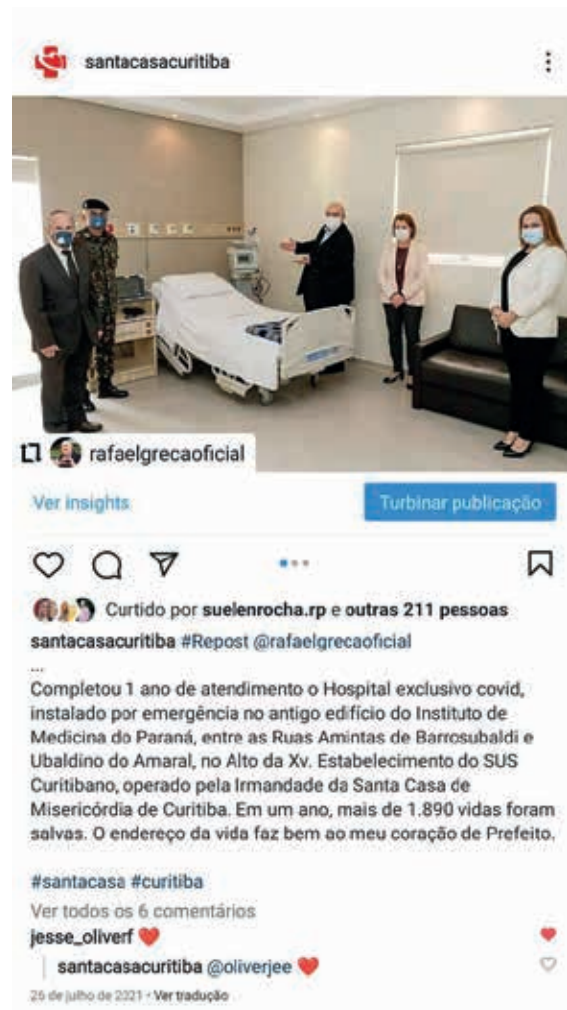 santacasacuritiba
rafaelgrecaoficial
Ver insights
Turbinar publicação
Curtido por suelenrocha.rp e outras 211 pessoas
santacasacuritiba #Repost @rafaelgrecaoficial
...
Completou 1 ano de atendimento o Hospital exclusivo covid,
instalado por emergência no antigo edifício do Instituto de
Medicina do Paraná, entre as Ruas Amintas de Barrosubaldi e
Ubaldino do Amaral, no Alto da Xv. Estabelecimento do SUS
Curitibano, operado pela Irmandade da Santa Casa de
Misericórdia de Curitiba. Em um ano, mais de 1.890 vidas foram
salvas. O endereço da vida faz bem ao meu coração de Prefeito.
#santacasa #curitiba
Ver todos os 6 comentários
jesse_oliverf ❤️
santacasacuritiba @oliverjee ❤️
26 de julho de 2021 · Ver tradução